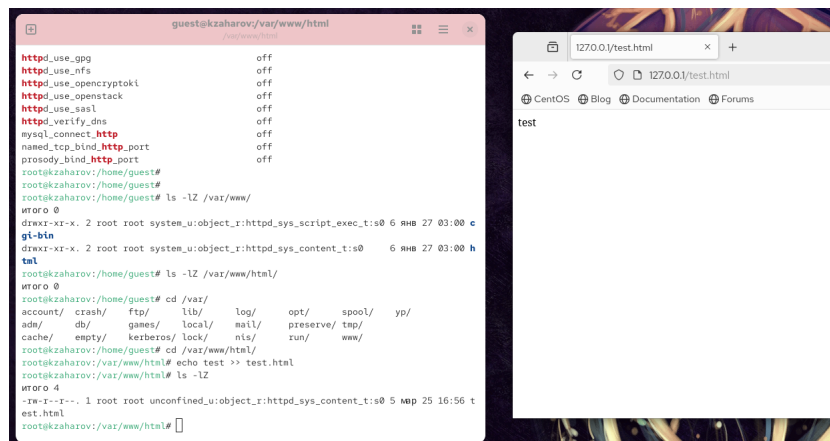 guest@kzaharov:/var/www/html
/var/www/html
httpd_use_gpg off
httpd_use_nfs off
httpd_use_opencryptoki off
httpd_use_openstack off
httpd_use_sasl off
httpd_verify_dns off
mysql_connect_http off
named_tcp_bind_http_port off
prosody_bind_http_port off
root@kzaharov:/home/guest#
root@kzaharov:/home/guest#
root@kzaharov:/home/guest# ls -lZ /var/www/
итого 0
drwxr-xr-x. 2 root root system_u:object_r:httpd_sys_script_exec_t:s0 6 янв 27 03:00 c
gi-bin
drwxr-xr-x. 2 root root system_u:object_r:httpd_sys_content_t:s0 6 янв 27 03:00 h
tml
root@kzaharov:/home/guest# ls -lZ /var/www/html/
итого 0
root@kzaharov:/home/guest# cd /var/
account/ crash/ ftp/ lib/ log/ opt/ spool/ yp/
adm/ db/ games/ local/ mail/ preserve/ tmp/
cache/ empty/ kerberos/ lock/ nis/ run/ www/
root@kzaharov:/home/guest# cd /var/www/html/
root@kzaharov:/var/www/html# echo test >> test.html
root@kzaharov:/var/www/html# ls -lZ
итого 4
-rw-r--r--. 1 root root unconfined_u:object_r:httpd_sys_content_t:s0 5 мар 25 16:56 t
est.html
root@kzaharov:/var/www/html#
127.0.0.1/test.html
127.0.0.1/test.html
CentOS Blog Documentation Forums
test